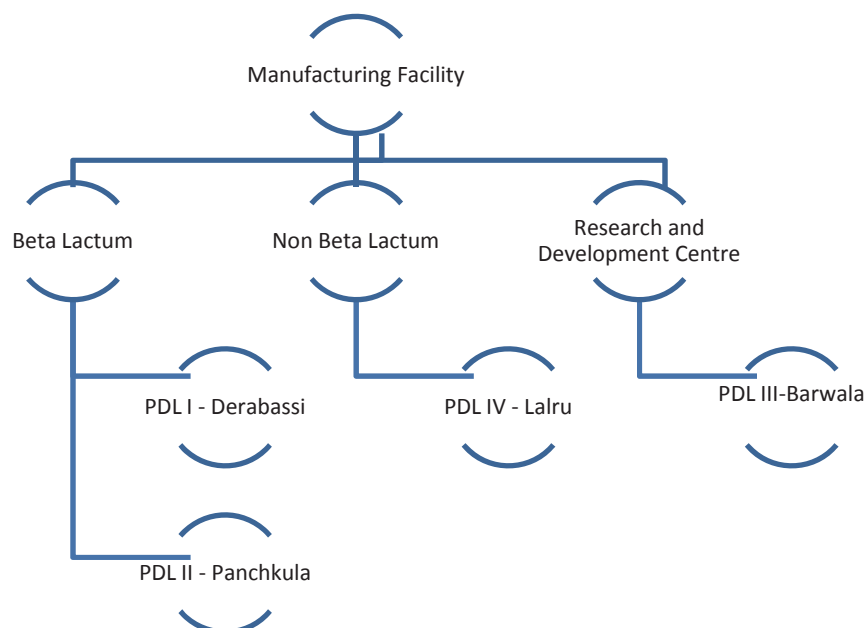 Manufacturing Facility
Beta Lactum
Non Beta Lactum
Research and
Development Centre
PDL I - Derabassi
PDL IV - Lalru
PDL III-Barwala
PDL II - Panchkula